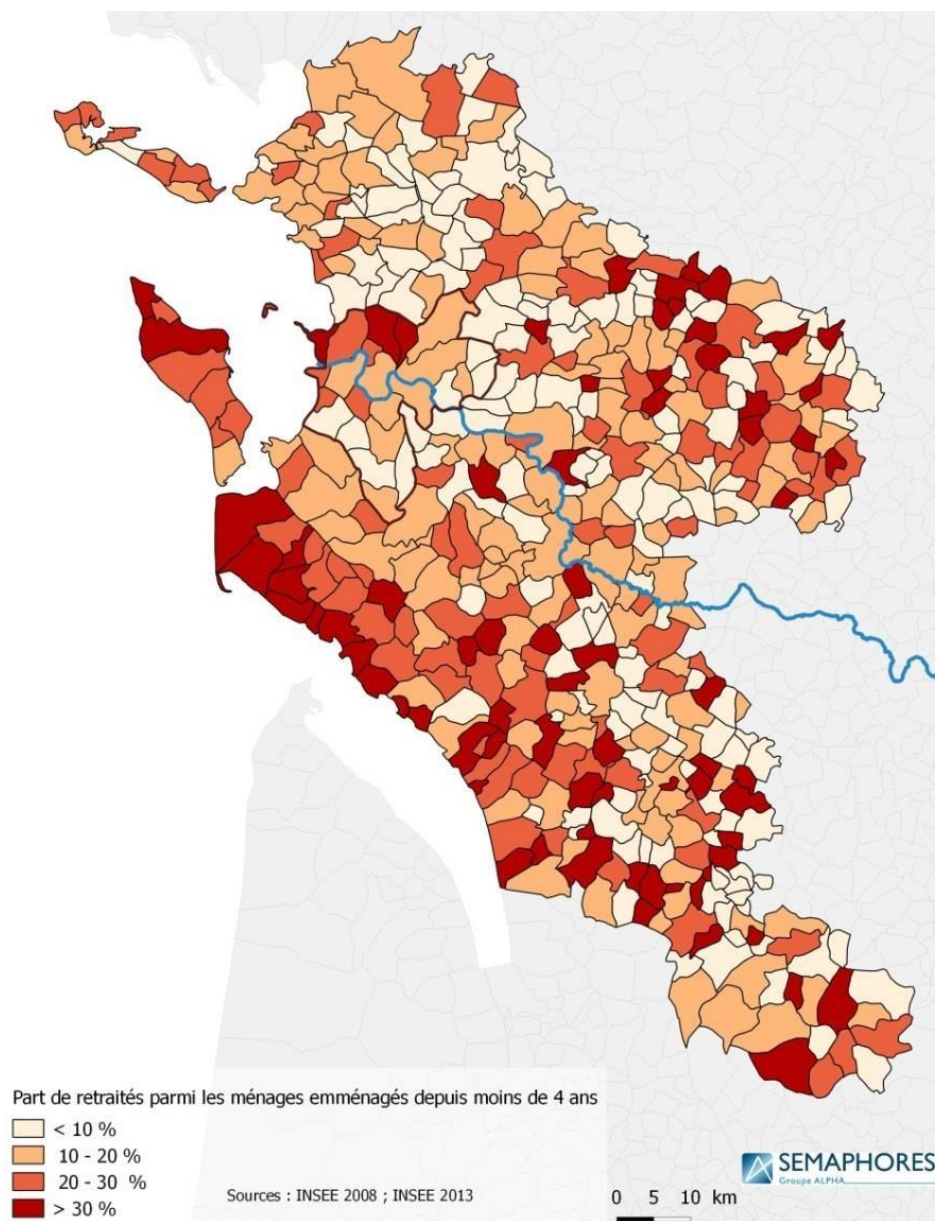 Part de retraités parmi les ménages emménagés depuis moins de 4 ans
< 10 %
10 - 20 %
20 - 30 %
> 30 %
Sources : INSEE 2008 ; INSEE 2013
0 5 10 km
SEMAPHORES
Groupe ALPHA